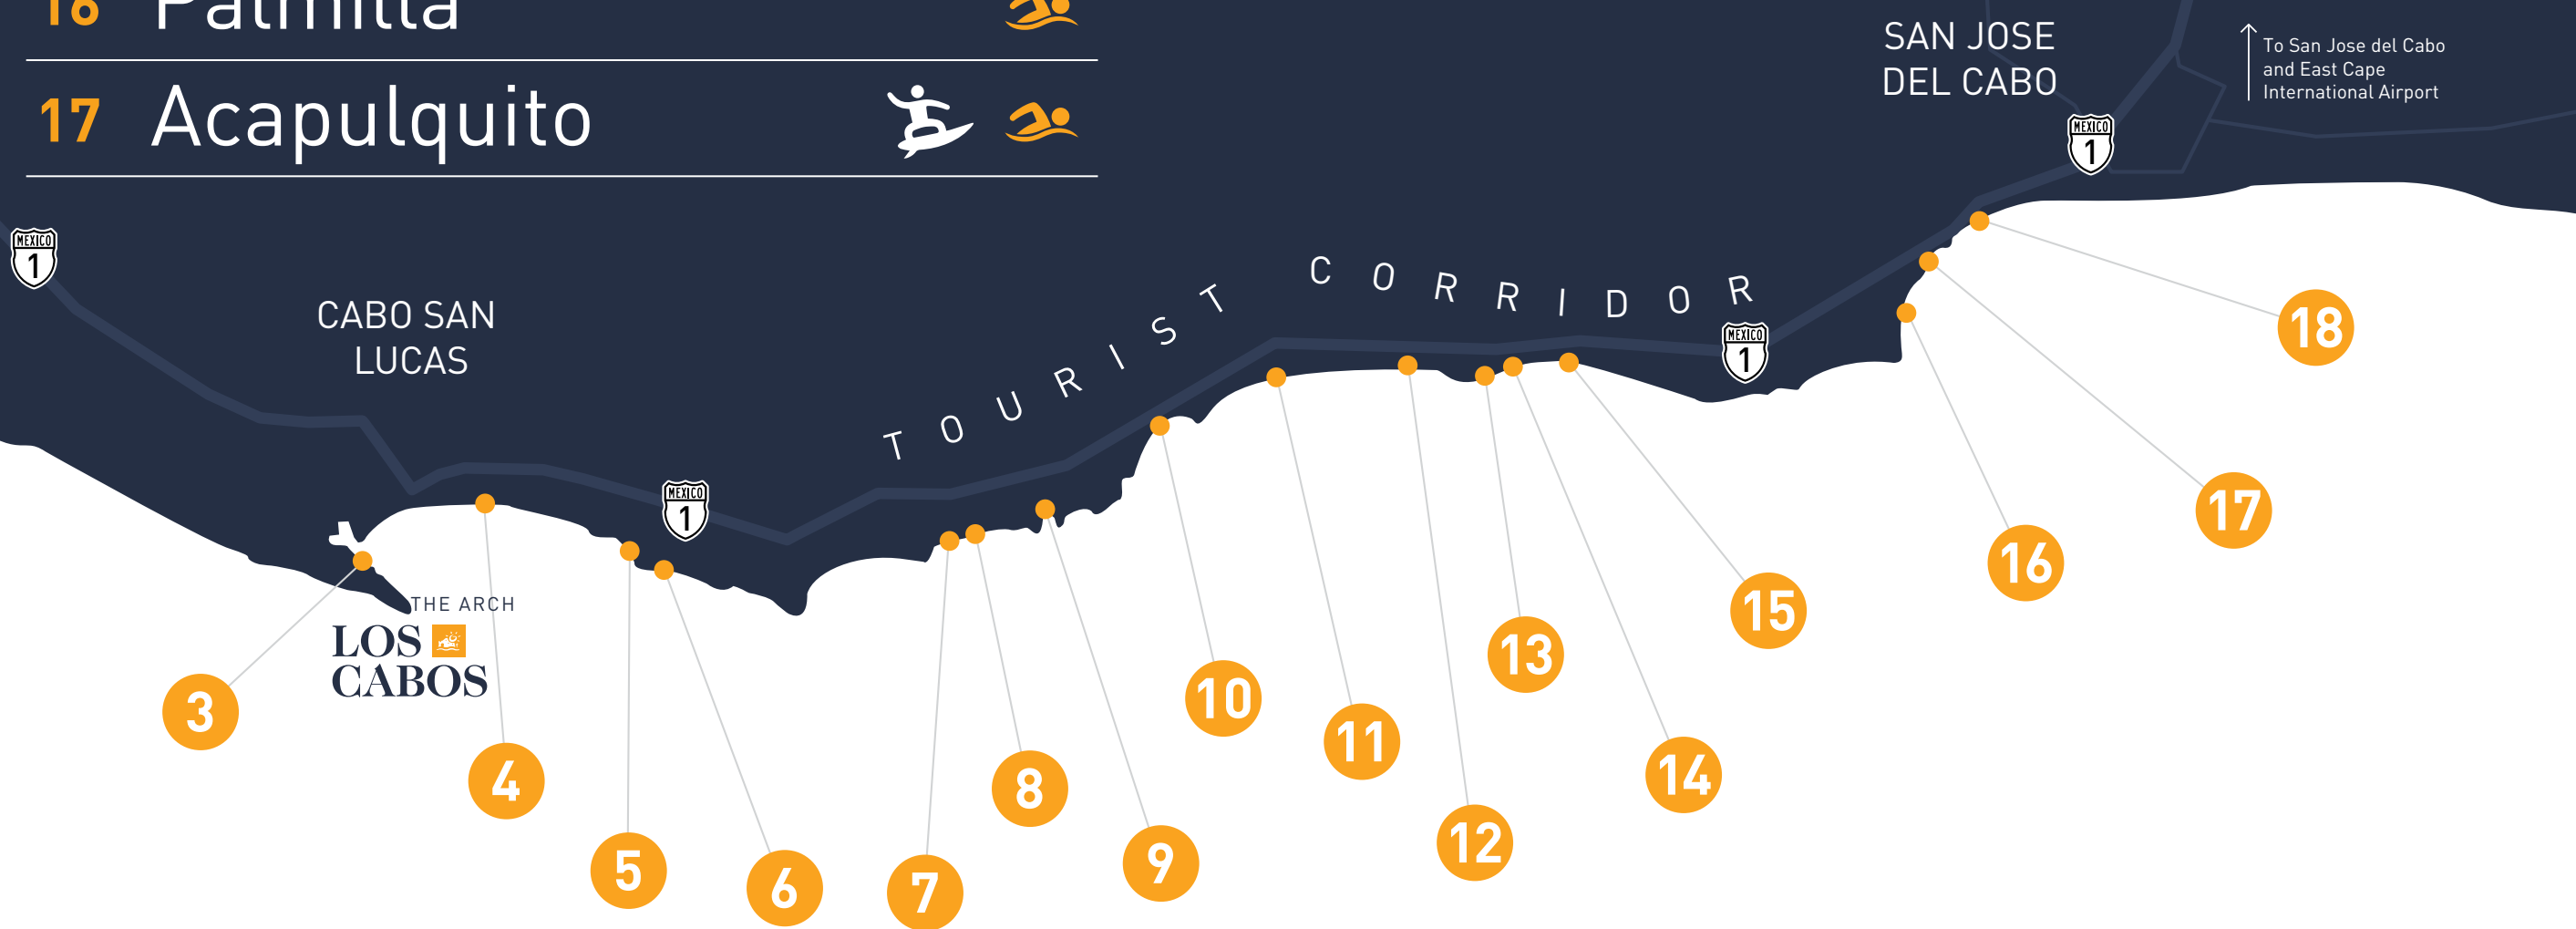 16 Palmilla
17 Acapulquito
SAN JOSE
DEL CABO
To San Jose del Cabo
and East Cape
International Airport
MEXICO
1
MEXICO
1
CABO SAN
LUCAS
TOURIST CORRIDOR
MEXICO
1
MEXICO
1
THE ARCH
LOS
CABOS
3
4
5
6
7
8
9
10
11
12
13
14
15
16
17
18